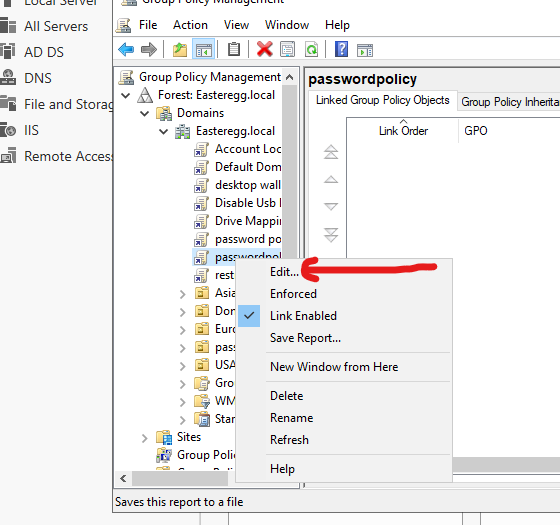 Local Server
All Servers
AD DS
DNS
File and Storag
IIS
Remote Access
Group Policy Management
File Action View Window Help
Group Policy Management
Forest: Easteregg.local
Domains
Easteregg.local
Account Loc
Default Dom
desktop wall
Disable Usb
Drive Mappin
password po
passwordpol
rest
Asia
Dom
Euro
pass
USA
Grou
WM
Star
Sites
Group Policy
passwordpolicy
Linked Group Policy Objects Group Policy Inherita
Link Order GPO
Edit...
Enforced
Link Enabled
Save Report...
New Window from Here
Delete
Rename
Refresh
Help
Saves this report to a file